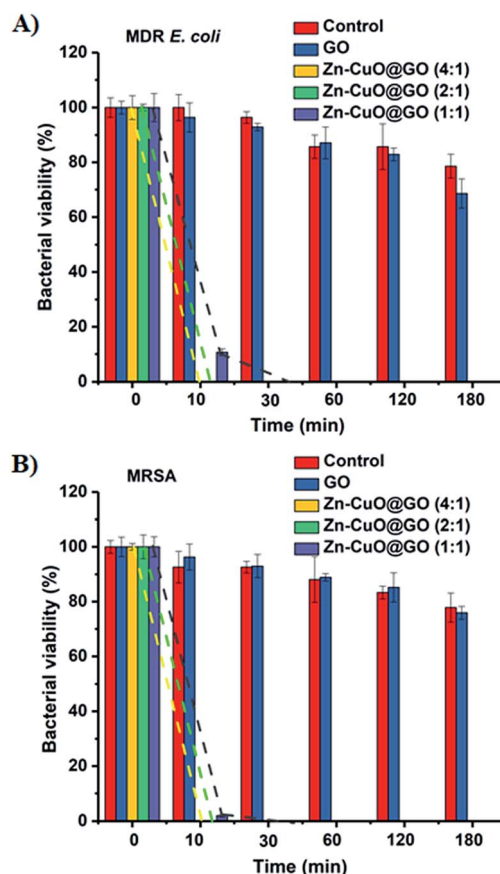 A)
MDR E. coli
Control
GO
Zn-CuO@GO (4:1)
Zn-CuO@GO (2:1)
Zn-CuO@GO (1:1)
Bacterial viability (%)
120
100
80
60
40
20
0
0 10 30 60 120 180
Time (min)
B)
MRSA
Control
GO
Zn-CuO@GO (4:1)
Zn-CuO@GO (2:1)
Zn-CuO@GO (1:1)
Bacterial viability (%)
120
100
80
60
40
20
0
0 10 30 60 120 180
Time (min)